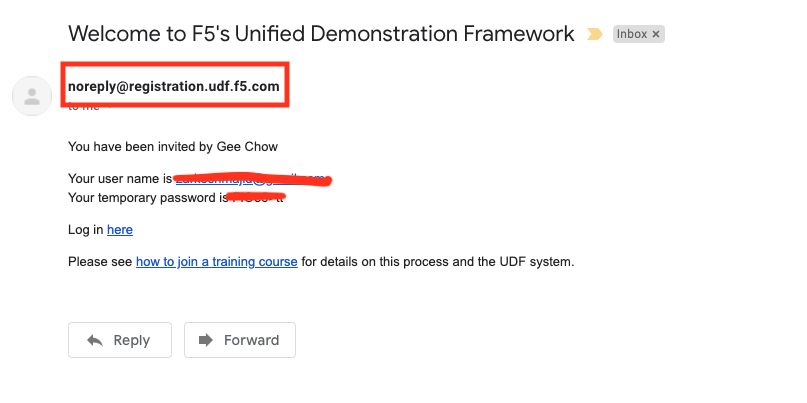 Welcome to F5's Unified Demonstration Framework Inbox ×
noreply@registration.udf.f5.com
to me
You have been invited by Gee Chow
Your user name is
Your temporary password is
Log in here
Please see how to join a training course for details on this process and the UDF system.
Reply Forward